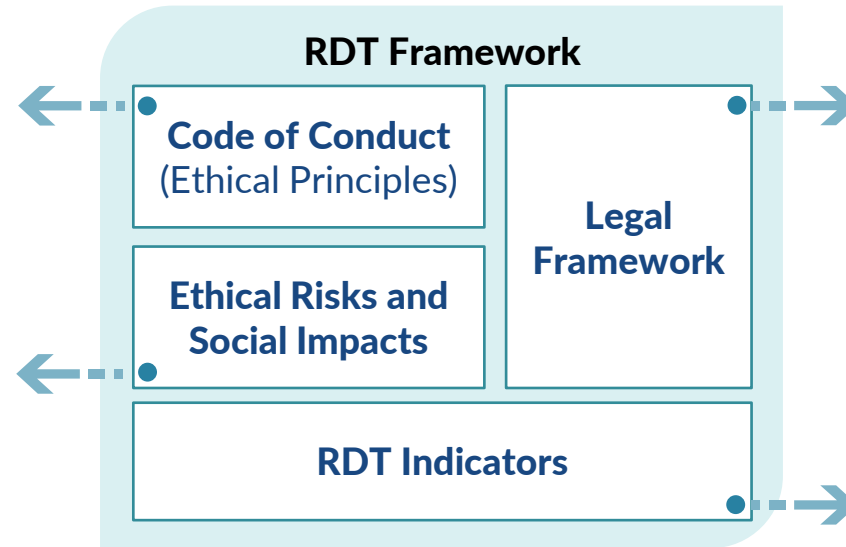 RDT Framework
Code of Conduct
(Ethical Principles)
Legal
Framework
Ethical Risks and
Social Impacts
RDT Indicators